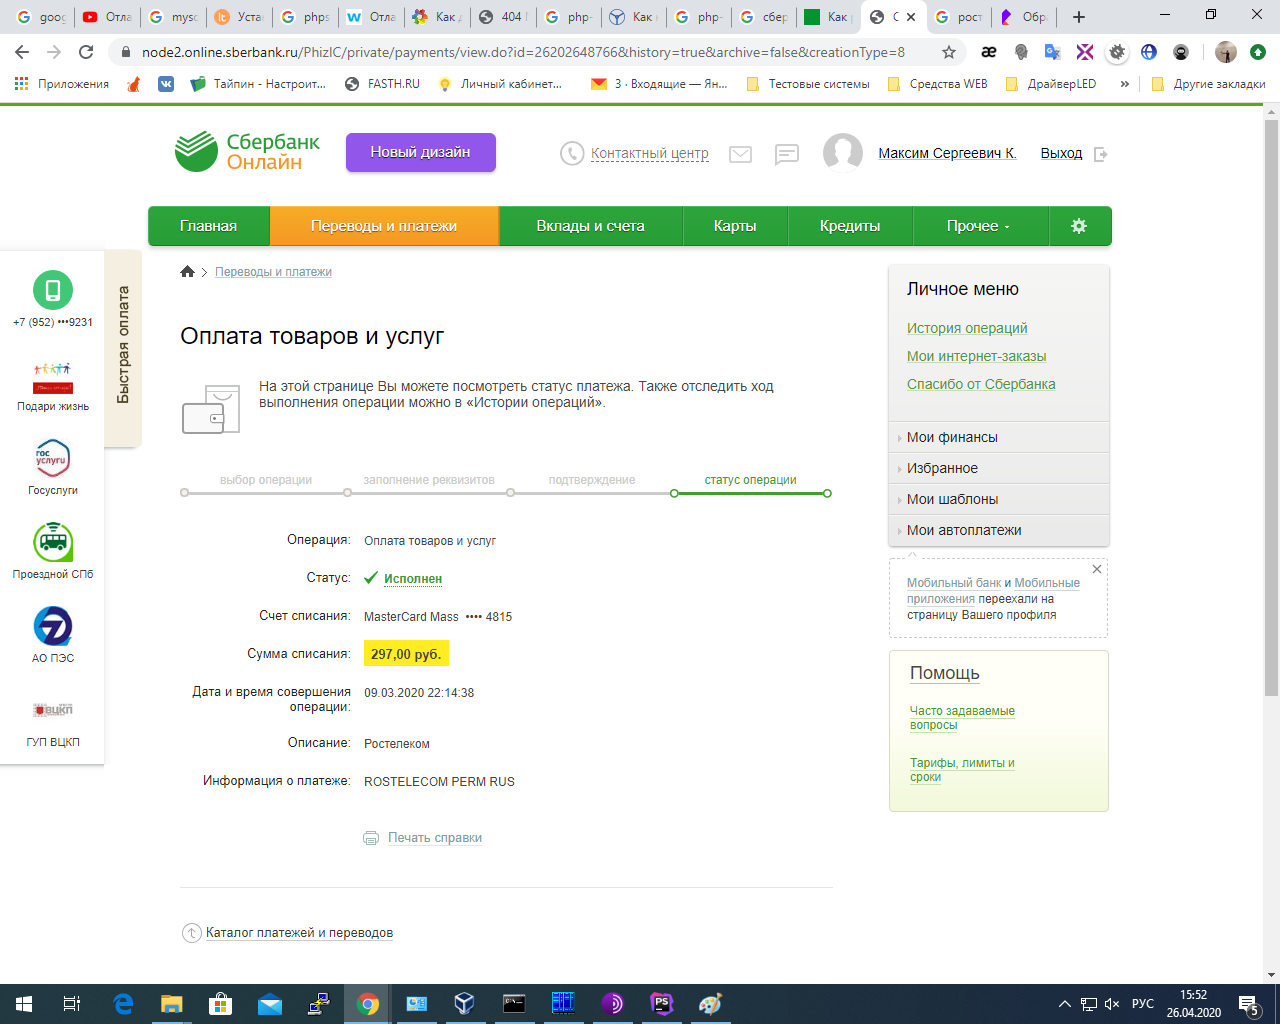 goog
Отла
myso
Уста
phps
Отла
Как д
404 I
php-
Как
php-
сбер
Как р
С
рост
Обра
node2.online.sberbank.ru/PhizIC/private/payments/view.do?id=26202648766&history=true&archive=false&creationType=8
Приложения
Тайпин - Настроит...
FASTH.RU
Личный кабинет...
3 · Входящие — Ян...
Тестовые системы
Средства WEB
ДрайверLED
»
Другие закладки
Сбербанк
Онлайн
Новый дизайн
Контактный центр
Максим Сергеевич К.
Выход
Главная
Переводы и платежи
Вклады и счета
Карты
Кредиты
Прочее
Переводы и платежи
Быстрая оплата
+7 (952) •••9231
Подари жизнь
гос
услуги
Госуслуги
Проездной СПб
АО ПЭС
ВЦКП
ГУП ВЦКП
Оплата товаров и услуг
На этой странице Вы можете посмотреть статус платежа. Также отследить ход
выполнения операции можно в «Истории операций».
выбор операции
заполнение реквизитов
подтверждение
статус операции
Операция: Оплата товаров и услуг
Статус: Исполнен
Счет списания: MasterCard Mass •••• 4815
Сумма списания: 297,00 руб.
Дата и время совершения
операции: 09.03.2020 22:14:38
Описание: Ростелеком
Информация о платеже: ROSTELECOM PERM RUS
Печать справки
Каталог платежей и переводов
Личное меню
История операций
Мои интернет-заказы
Спасибо от Сбербанка
Мои финансы
Избранное
Мои шаблоны
Мои автоплатежи
Мобильный банк и Мобильные
приложения переехали на
страницу Вашего профиля
Помощь
Часто задаваемые
вопросы
Тарифы, лимиты и
сроки
РУС
15:52
26.04.2020
5